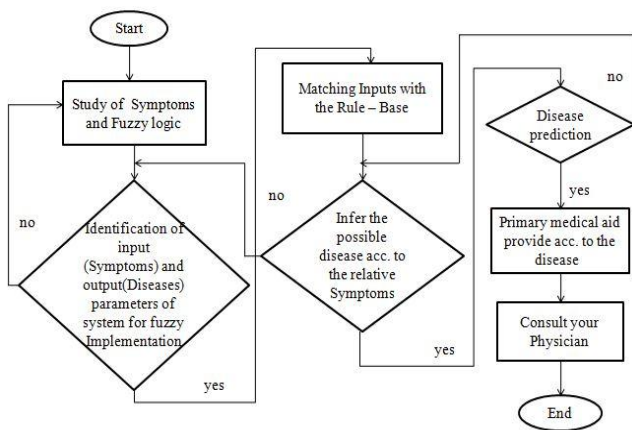 Start
Study of Symptoms
and Fuzzy logic
no
Identification of
input
(Symptoms) and
output(Diseases)
parameters of
system for fuzzy
Implementation
yes
Matching Inputs with
the Rule – Base
no
Infer the
possible
disease acc. to
the relative
Symptoms
yes
no
Disease
prediction
yes
Primary medical aid
provide acc. to the
disease
Consult your
Physician
End